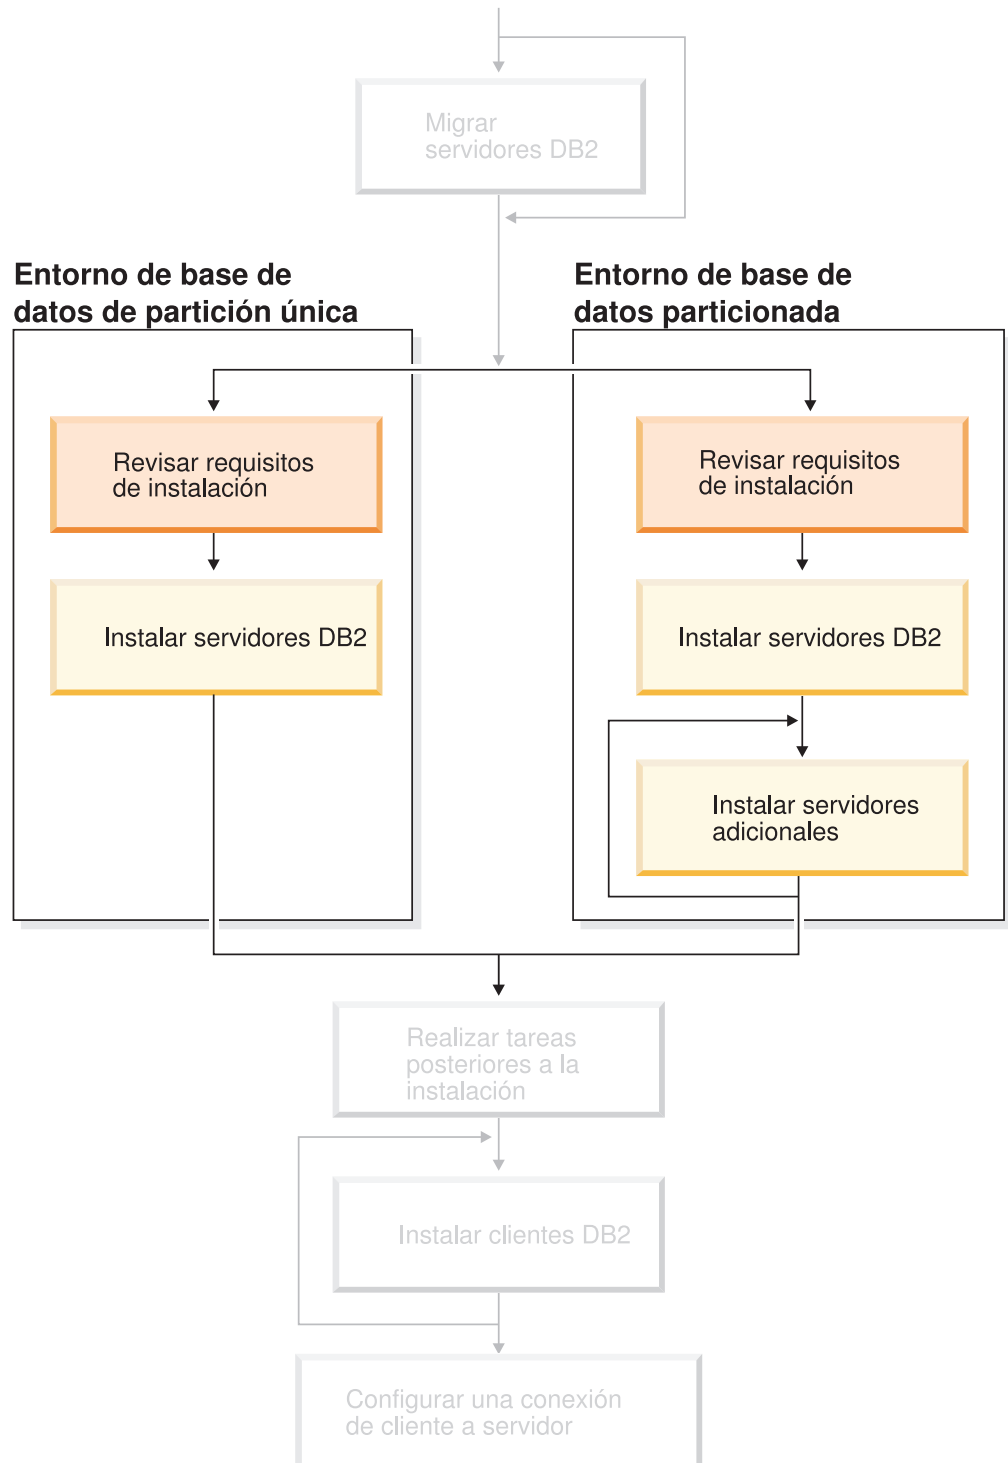 Migrar
servidores DB2
Entorno de base de
datos de partición única
Entorno de base de
datos particionada
Revisar requisitos
de instalación
Revisar requisitos
de instalación
Instalar servidores DB2
Instalar servidores DB2
Instalar servidores
adicionales
Realizar tareas
posteriores a la
instalación
Instalar clientes DB2
Configurar una conexión
de cliente a servidor